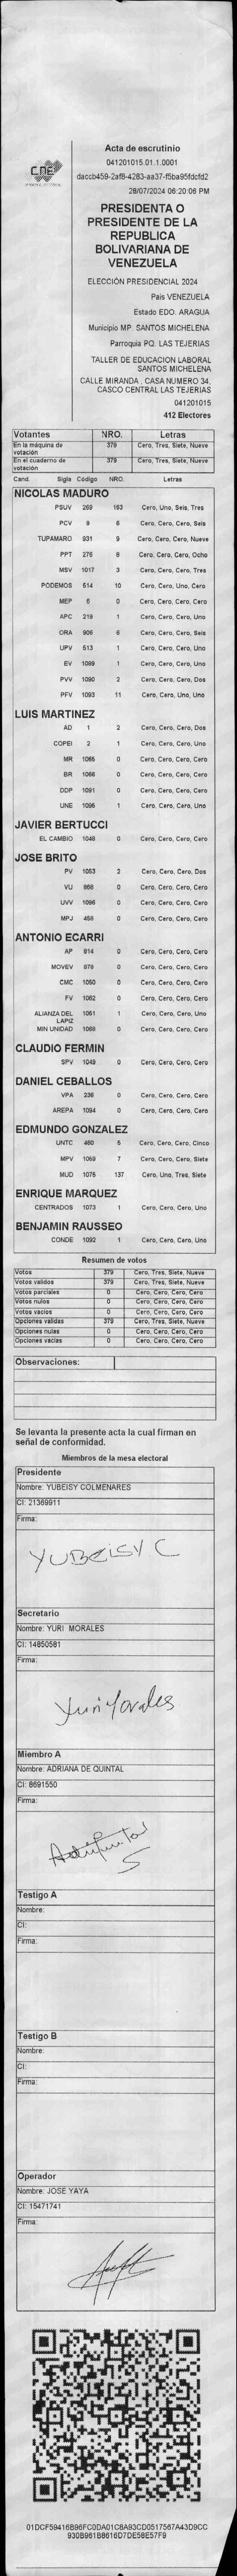 CNE
Acta de escrutinio
041201015.01.1.0001
daccb459-2af8-4283-aa37-f5ba95fdcfd2
28/07/2024 06:20:06 PM
PRESIDENTA O
PRESIDENTE DE LA
REPUBLICA
BOLIVARIANA DE
VENEZUELA
ELECCIÓN PRESIDENCIAL 2024
Pais VENEZUELA
Estado EDO. ARAGUA
Municipio MP. SANTOS MICHELENA
Parroquia PQ. LAS TEJERIAS
TALLER DE EDUCACION LABORAL
SANTOS MICHELENA
CALLE MIRANDA , CASA NUMERO 34,
CASCO CENTRAL LAS TEJERIAS
041201015
412 Electores
Votantes NRO. Letras
En la máquina de votación 379 Cero, Tres, Siete, Nueve
En el cuaderno de votación 379 Cero, Tres, Siete, Nueve
Cand. Sigla Código NRO. Letras
NICOLAS MADURO
PSUV 269 163 Cero, Uno, Seis, Tres
PCV 9 6 Cero, Cero, Cero, Seis
TUPAMARO 931 9 Cero, Cero, Cero, Nueve
PPT 276 8 Cero, Cero, Cero, Ocho
MSV 1017 3 Cero, Cero, Cero, Tres
PODEMOS 514 10 Cero, Cero, Uno, Cero
MEP 6 0 Cero, Cero, Cero, Cero
APC 219 1 Cero, Cero, Cero, Uno
ORA 906 6 Cero, Cero, Cero, Seis
UPV 513 1 Cero, Cero, Cero, Uno
EV 1089 1 Cero, Cero, Cero, Uno
PVV 1090 2 Cero, Cero, Cero, Dos
PFV 1093 11 Cero, Cero, Uno, Uno
LUIS MARTINEZ
AD 1 2 Cero, Cero, Cero, Dos
COPEI 2 1 Cero, Cero, Cero, Uno
MR 1065 0 Cero, Cero, Cero, Cero
BR 1066 0 Cero, Cero, Cero, Cero
DDP 1091 0 Cero, Cero, Cero, Cero
UNE 1095 1 Cero, Cero, Cero, Uno
JAVIER BERTUCCI
EL CAMBIO 1048 0 Cero, Cero, Cero, Cero
JOSE BRITO
PV 1053 2 Cero, Cero, Cero, Dos
VU 868 0 Cero, Cero, Cero, Cero
UVV 1096 0 Cero, Cero, Cero, Cero
MPJ 458 0 Cero, Cero, Cero, Cero
ANTONIO ECARRI
AP 814 0 Cero, Cero, Cero, Cero
MOVEV 878 0 Cero, Cero, Cero, Cero
CMC 1050 0 Cero, Cero, Cero, Cero
FV 1062 0 Cero, Cero, Cero, Cero
ALIANZA DEL LAPIZ 1051 1 Cero, Cero, Cero, Uno
MIN UNIDAD 1068 0 Cero, Cero, Cero, Cero
CLAUDIO FERMIN
SPV 1049 0 Cero, Cero, Cero, Cero
DANIEL CEBALLOS
VPA 236 0 Cero, Cero, Cero, Cero
AREPA 1094 0 Cero, Cero, Cero, Cero
EDMUNDO GONZALEZ
UNTC 460 5 Cero, Cero, Cero, Cinco
MPV 1059 7 Cero, Cero, Cero, Siete
MUD 1075 137 Cero, Uno, Tres, Siete
ENRIQUE MARQUEZ
CENTRADOS 1073 1 Cero, Cero, Cero, Uno
BENJAMIN RAUSSEO
CONDE 1092 1 Cero, Cero, Cero, Uno
Resumen de votos
Votos 379 Cero, Tres, Siete, Nueve
Votos validos 379 Cero, Tres, Siete, Nueve
Votos parciales 0 Cero, Cero, Cero, Cero
Votos nulos 0 Cero, Cero, Cero, Cero
Votos vacios 0 Cero, Cero, Cero, Cero
Opciones validas 379 Cero, Tres, Siete, Nueve
Opciones nulas 0 Cero, Cero, Cero, Cero
Opciones vacias 0 Cero, Cero, Cero, Cero
Observaciones:
Se levanta la presente acta la cual firman en
señal de conformidad.
Miembros de la mesa electoral
Presidente
Nombre: YUBEISY COLMENARES
CI: 21369911
Firma:
YUBEISY C
Secretario
Nombre: YURI MORALES
CI: 14850581
Firma:
Yuri Morales
Miembro A
Nombre: ADRIANA DE QUINTAL
CI: 8691550
Firma:
Testigo A
Nombre:
CI:
Firma:
Testigo B
Nombre:
CI:
Firma:
Operador
Nombre: JOSE YAYA
CI: 15471741
Firma:
01DCF59416B96FC0DA01C8A93CD0517567A43D9CC
930B961B8616D7DE58E57F9